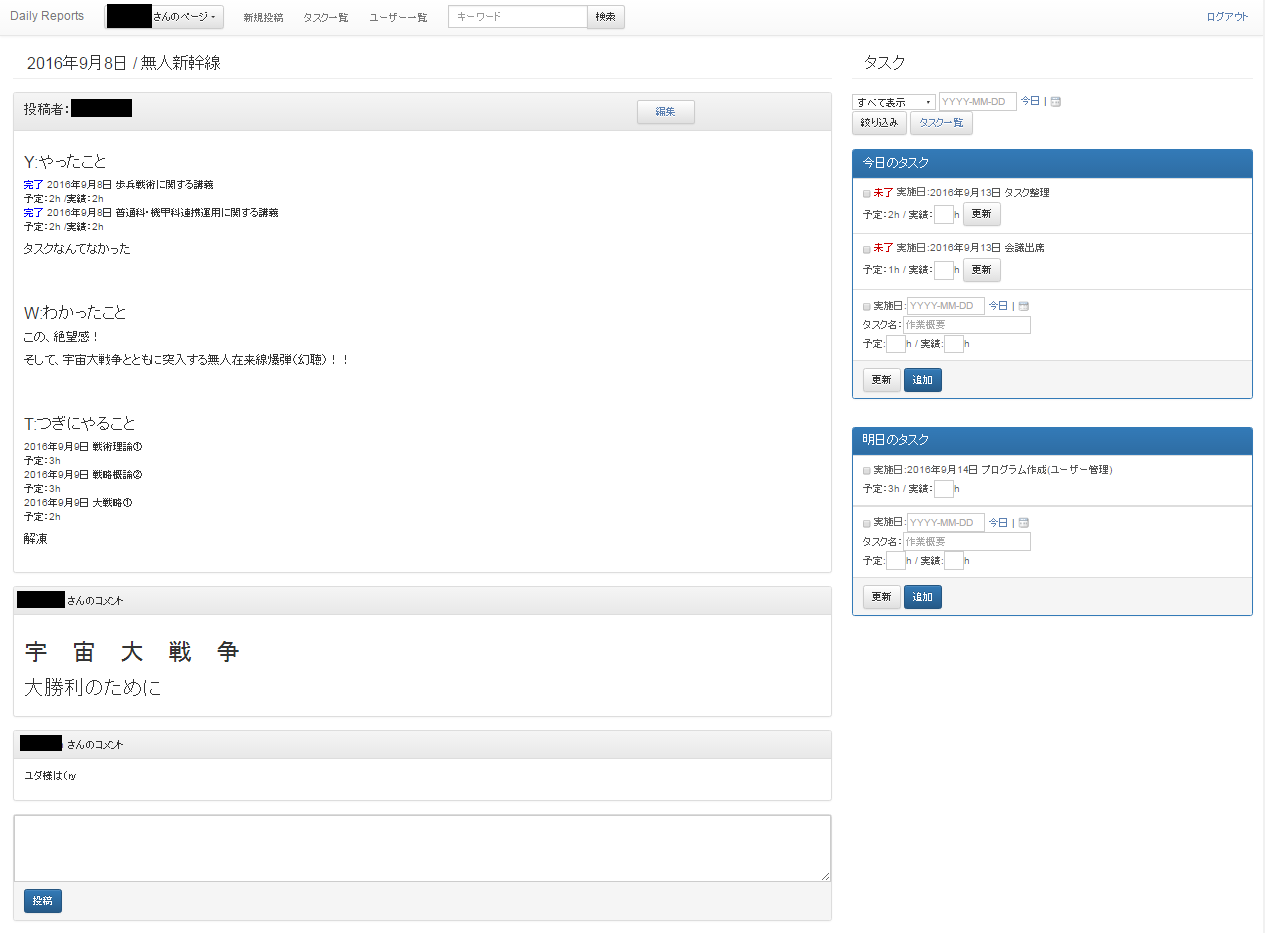 Daily Reports さんのページ 新規投稿 タスク一覧 ユーザー一覧 キーワード 検索 ログアウト
2016年9月8日 / 無人新幹線
投稿者： 編集
Y:やったこと
完了 2016年9月8日 歩兵戦術に関する講義
予定：2h /実績：2h
完了 2016年9月8日 普通科・機甲科連携運用に関する講義
予定：2h /実績：2h
タスクなんてなかった
W:わかったこと
この、絶望感！
そして、宇宙大戦争とともに突入する無人在来線爆弾（幻聴）！！
T:つぎにやること
2016年9月9日 戦術理論①
予定：3h
2016年9月9日 戦略概論②
予定：3h
2016年9月9日 大戦略①
予定：2h
解凍
さんのコメント
宇　宙　大　戦　争
大勝利のために
さんのコメント
ユダ様は（ry
投稿
タスク
すべて表示 YYYY-MM-DD 今日 |
絞り込み タスク一覧
今日のタスク
未了 実施日:2016年9月13日 タスク整理
予定：2h / 実績： h 更新
未了 実施日:2016年9月13日 会議出席
予定：1h / 実績： h 更新
実施日: YYYY-MM-DD 今日 |
タスク名： 作業概要
予定: h / 実績: h
更新 追加
明日のタスク
実施日:2016年9月14日 プログラム作成(ユーザー管理)
予定：3h / 実績： h
実施日: YYYY-MM-DD 今日 |
タスク名： 作業概要
予定: h / 実績: h
更新 追加